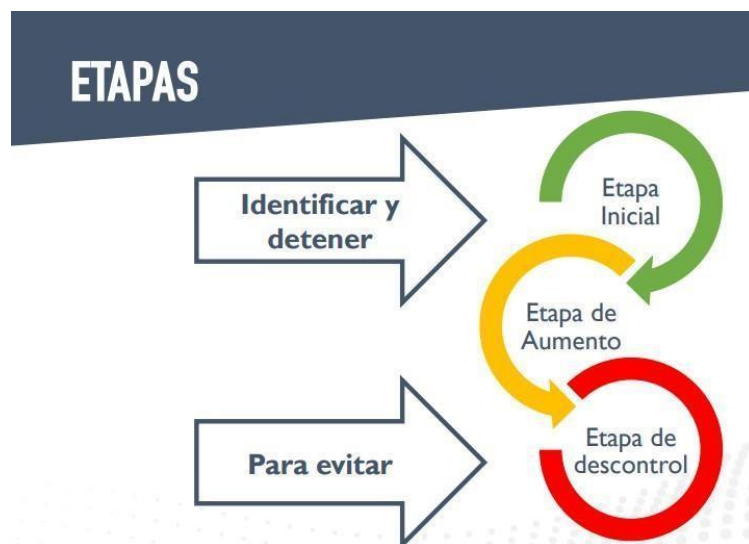 ETAPAS
Identificar y
detener
Etapa
Inicial
Etapa de
Aumento
Para evitar
Etapa de
descontrol